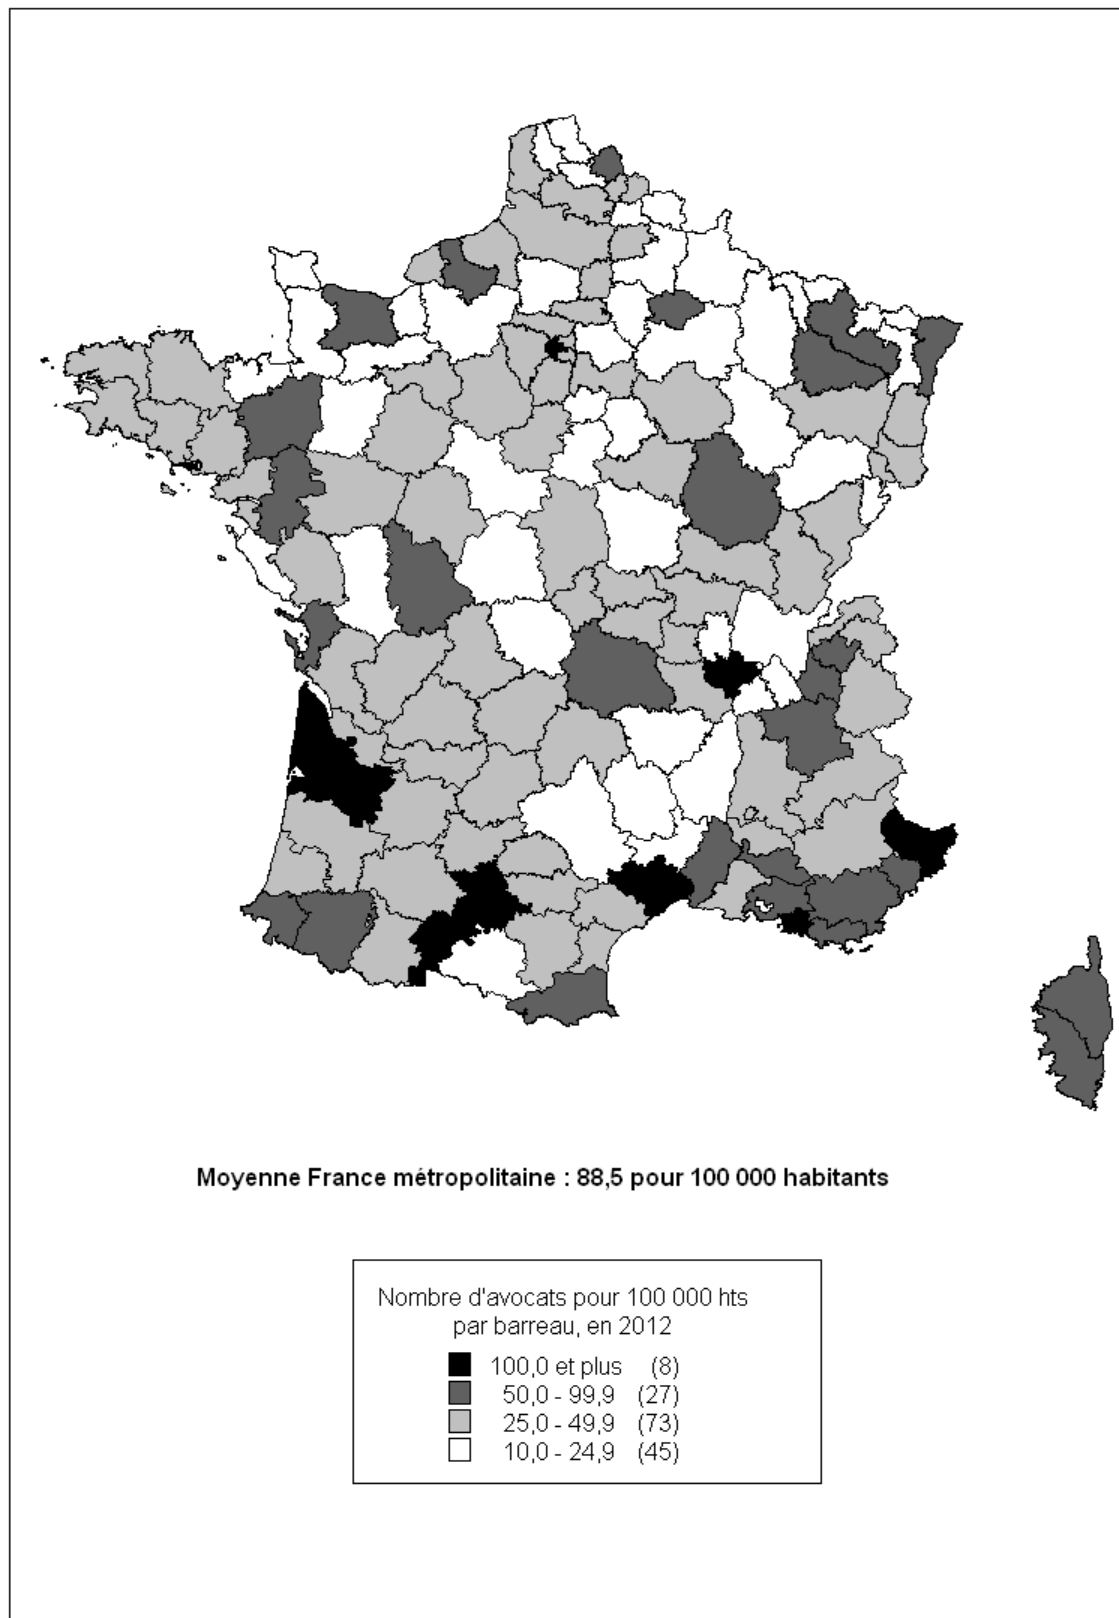 Moyenne France métropolitaine : 88,5 pour 100 000 habitants
Nombre d'avocats pour 100 000 hts
par barreau, en 2012
100,0 et plus (8)
50,0 - 99,9 (27)
25,0 - 49,9 (73)
10,0 - 24,9 (45)